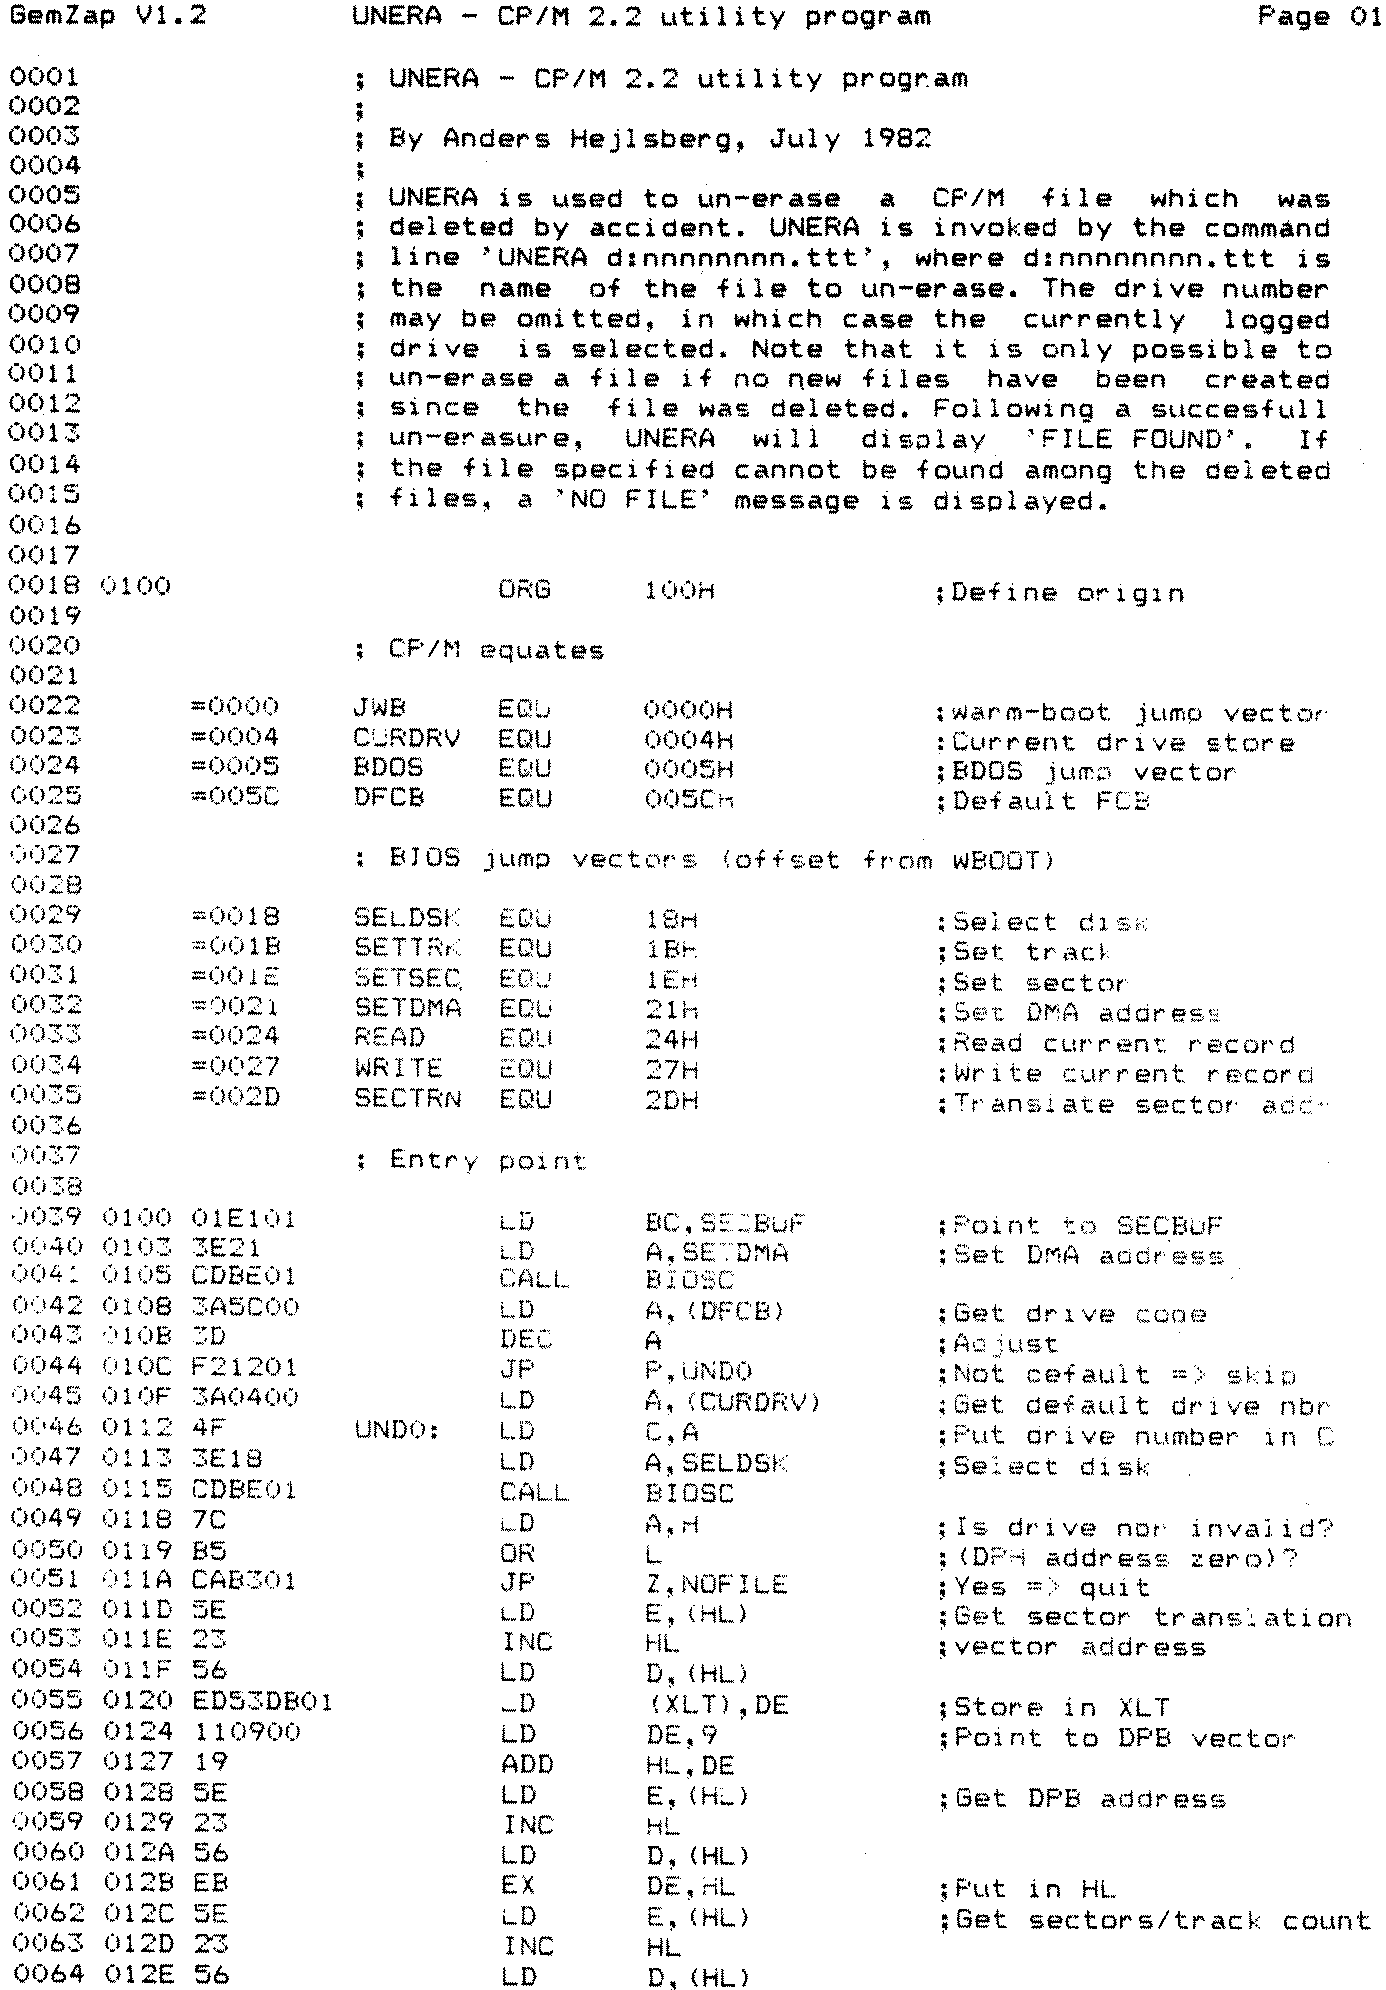 GemZap V1.2        UNERA - CP/M 2.2 utility program                      Page 01
0001                   ; UNERA - CP/M 2.2 utility program
0002                   ;
0003                   ; By Anders Hejlsberg, July 1982
0004                   ;
0005                   ; UNERA is used to un-erase  a  CP/M  file  which  was
0006                   ; deleted by accident. UNERA is invoked by the command
0007                   ; line 'UNERA d:nnnnnnnn.ttt', where d:nnnnnnnn.ttt is
0008                   ; the  name  of the file to un-erase. The drive number
0009                   ; may be omitted, in which case the  currently  logged
0010                   ; drive  is selected. Note that it is only possible to
0011                   ; un-erase a file if no new files  have  been  created
0012                   ; since  the  file was deleted. Following a succesfull
0013                   ; un-erasure,  UNERA  will  display  'FILE FOUND'.  If
0014                   ; the file specified cannot be found among the deleted
0015                   ; files, a 'NO FILE' message is displayed.
0016
0017
0018 0100                      ORG     100H            ;Define origin
0019
0020                   ; CP/M equates
0021
0022      =0000        JWB     EQU     0000H           ;Warm-boot jump vector
0023      =0004        CURDRV  EQU     0004H           ;Current drive store
0024      =0005        BDOS    EQU     0005H           ;BDOS jump vector
0025      =005C        DFCB    EQU     005CH           ;Default FCB
0026
0027                   ; BIOS jump vectors (offset from WBOOT)
0028
0029      =0018        SELDSK  EQU     18H             ;Select disk
0030      =001B        SETTRK  EQU     1BH             ;Set track
0031      =001E        SETSEC  EQU     1EH             ;Set sector
0032      =0021        SETDMA  EQU     21H             ;Set DMA address
0033      =0024        READ    EQU     24H             ;Read current record
0034      =0027        WRITE   EQU     27H             ;Write current record
0035      =002D        SECTRN  EQU     2DH             ;Translate sector addr
0036
0037                   ; Entry point
0038
0039 0100 01E101               LD      BC,SECBUF       ;Point to SECBUF
0040 0103 3E21                 LD      A,SETDMA        ;Set DMA address
0041 0105 CDBE01               CALL    BIOSC
0042 0108 3A5C00               LD      A,(DFCB)        ;Get drive code
0043 010B 3D                   DEC     A               ;Adjust
0044 010C F21201               JP      P,UNDO          ;Not default => skip
0045 010F 3A0400               LD      A,(CURDRV)      ;Get default drive nbr
0046 0112 4F           UNDO:   LD      C,A             ;Put drive number in C
0047 0113 3E18                 LD      A,SELDSK        ;Select disk
0048 0115 CDBE01               CALL    BIOSC
0049 0118 7C                   LD      A,H             ;Is drive nbr invalid?
0050 0119 B5                   OR      L               ;(DPH address zero)?
0051 011A CAB301               JP      Z,NOFILE        ;Yes => quit
0052 011D 5E                   LD      E,(HL)          ;Get sector translation
0053 011E 23                   INC     HL              ;vector address
0054 011F 56                   LD      D,(HL)
0055 0120 ED53DB01             LD      (XLT),DE        ;Store in XLT
0056 0124 110900               LD      DE,9            ;Point to DPB vector
0057 0127 19                   ADD     HL,DE
0058 0128 5E                   LD      E,(HL)          ;Get DPB address
0059 0129 23                   INC     HL
0060 012A 56                   LD      D,(HL)
0061 012B EB                   EX      DE,HL           ;Put in HL
0062 012C 5E                   LD      E,(HL)          ;Get sectors/track count
0063 012D 23                   INC     HL
0064 012E 56                   LD      D,(HL)